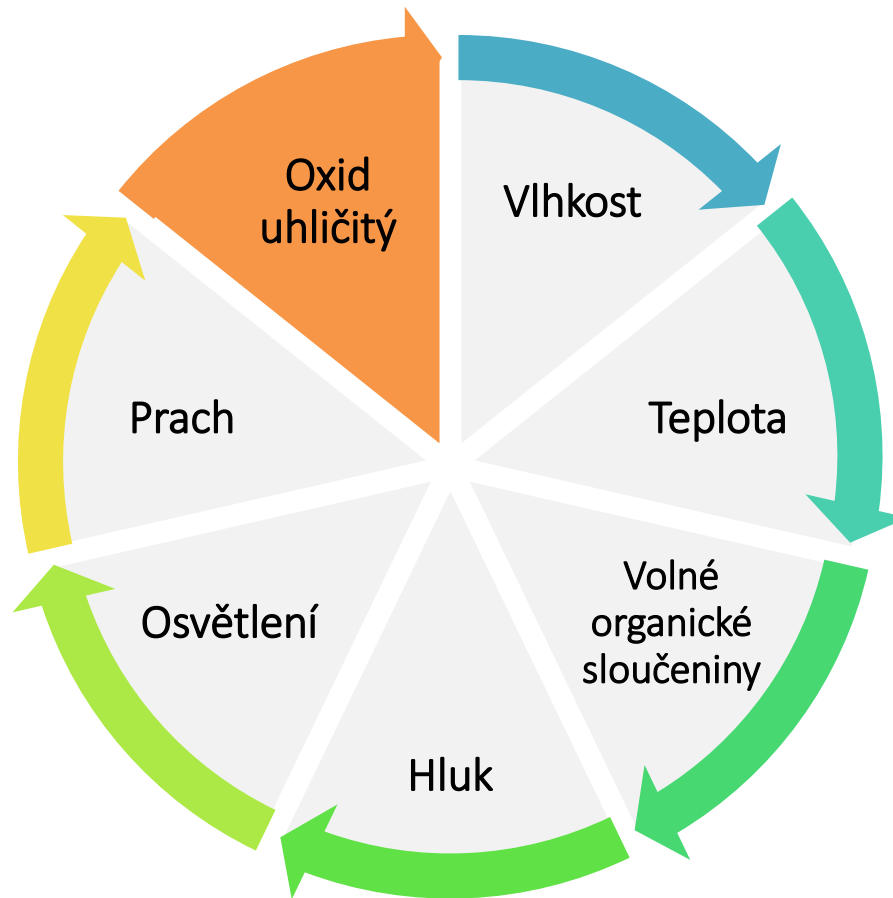 Oxid
uhličitý
Vlhkost
Teplota
Volné
organické
sloučeniny
Hluk
Osvětlení
Prach